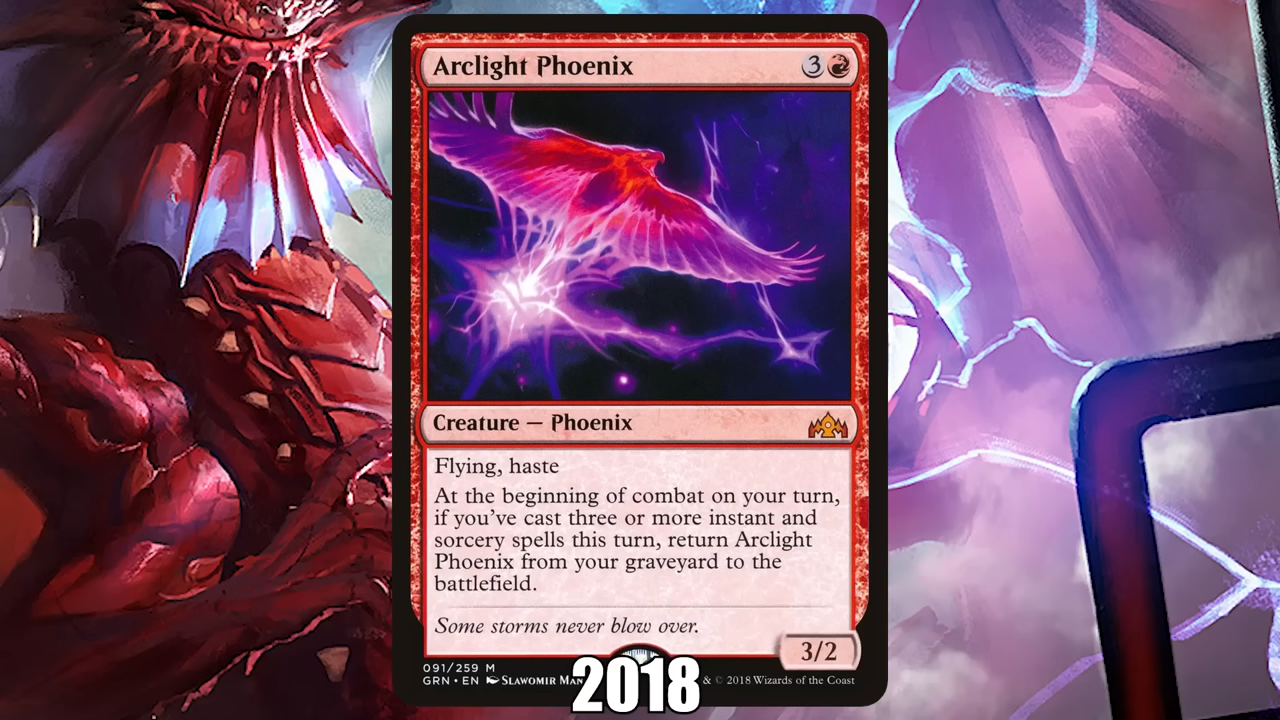 Arclight Phoenix 3
Creature — Phoenix
Flying, haste
At the beginning of combat on your turn,
if you've cast three or more instant and
sorcery spells this turn, return Arclight
Phoenix from your graveyard to the
battlefield.
Some storms never blow over.
3/2
091/259 M
GRN • EN SLAWOMIR & © 2018 Wizards of the Coast
2018